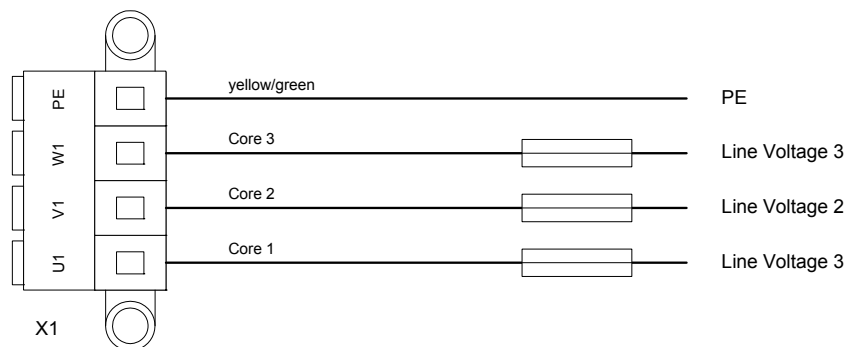 PE yellow/green PE
W1 Core 3 Line Voltage 3
V1 Core 2 Line Voltage 2
U1 Core 1 Line Voltage 3
X1